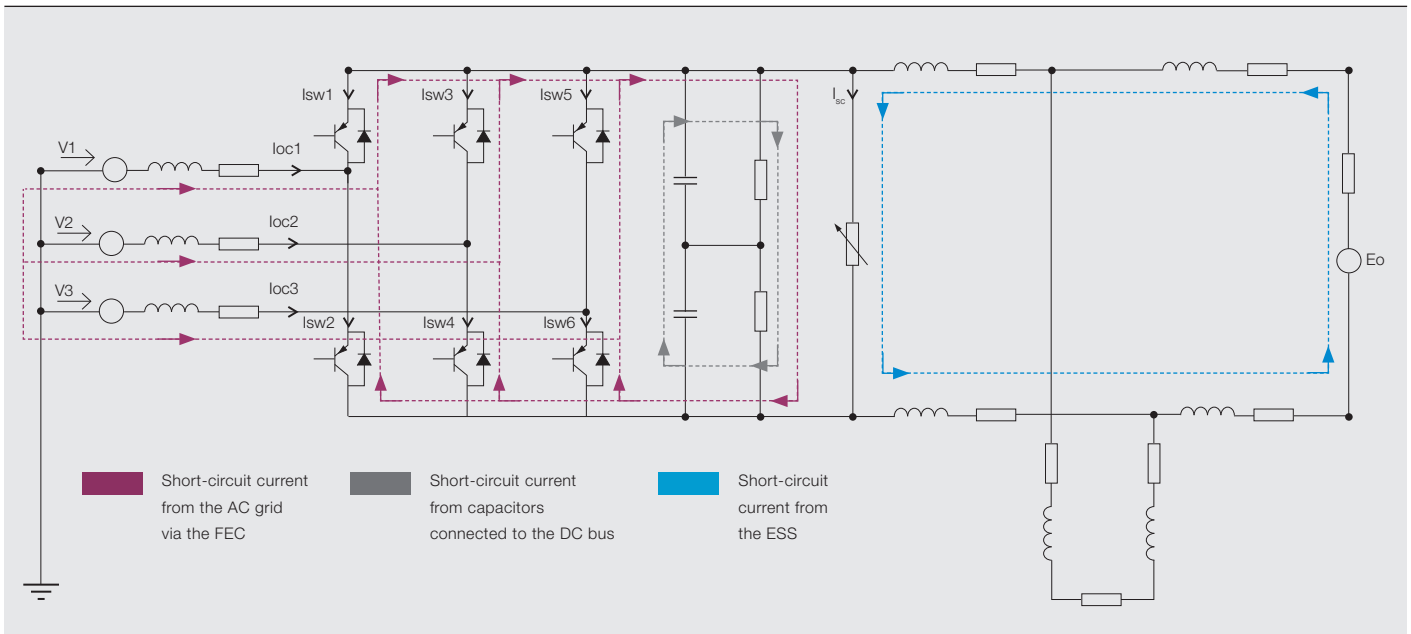 Isw1
Isw3
Isw5
Isc
V1
Ioc1
V2
Ioc2
Eo
V3
Ioc3
Isw2
Isw4
Isw6
Short-circuit current
from the AC grid
via the FEC
Short-circuit current
from capacitors
connected to the DC bus
Short-circuit
current from
the ESS